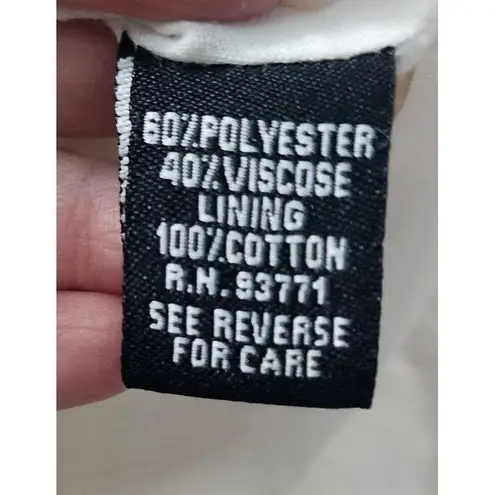 60%POLYESTER
40%VISCOSE
LINING
100%COTTON
R.N. 93771
SEE REVERSE
FOR CARE